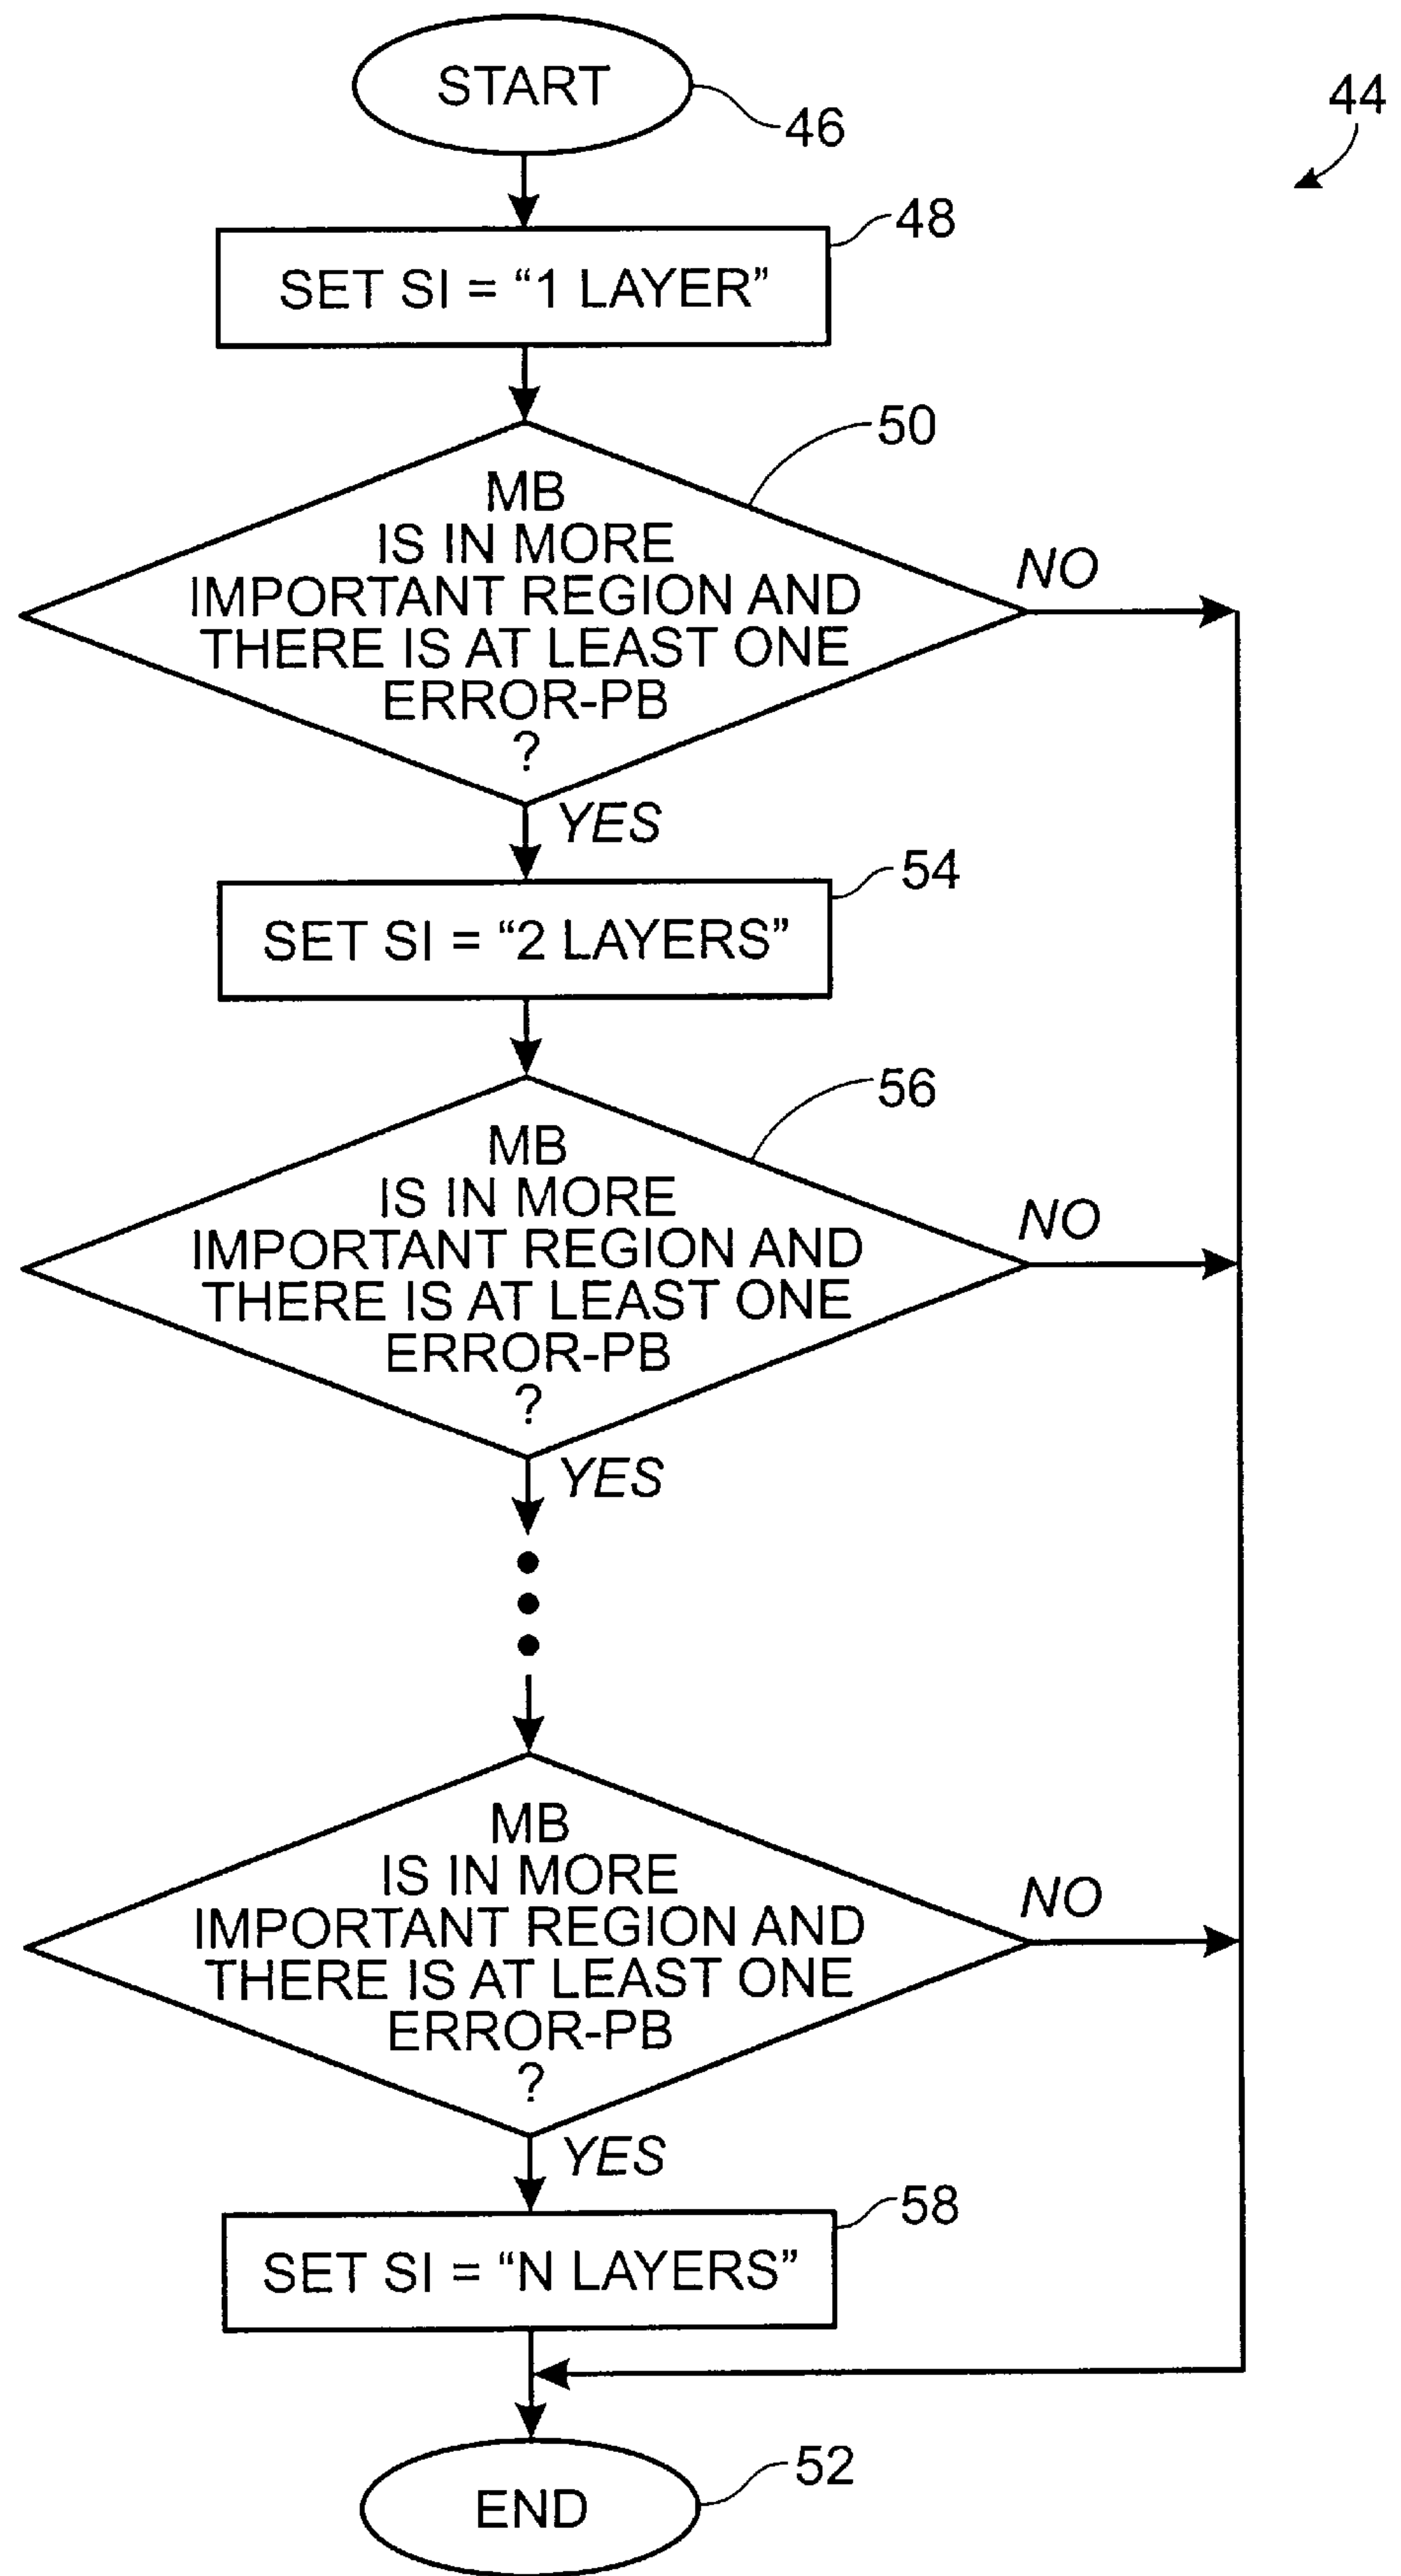 START
46
44
48
SET SI = “1 LAYER”
50
MB
IS IN MORE
IMPORTANT REGION AND
THERE IS AT LEAST ONE
ERROR-PB
?
NO
YES
54
SET SI = “2 LAYERS”
56
MB
IS IN MORE
IMPORTANT REGION AND
THERE IS AT LEAST ONE
ERROR-PB
?
NO
YES
MB
IS IN MORE
IMPORTANT REGION AND
THERE IS AT LEAST ONE
ERROR-PB
?
NO
YES
58
SET SI = “N LAYERS”
END
52